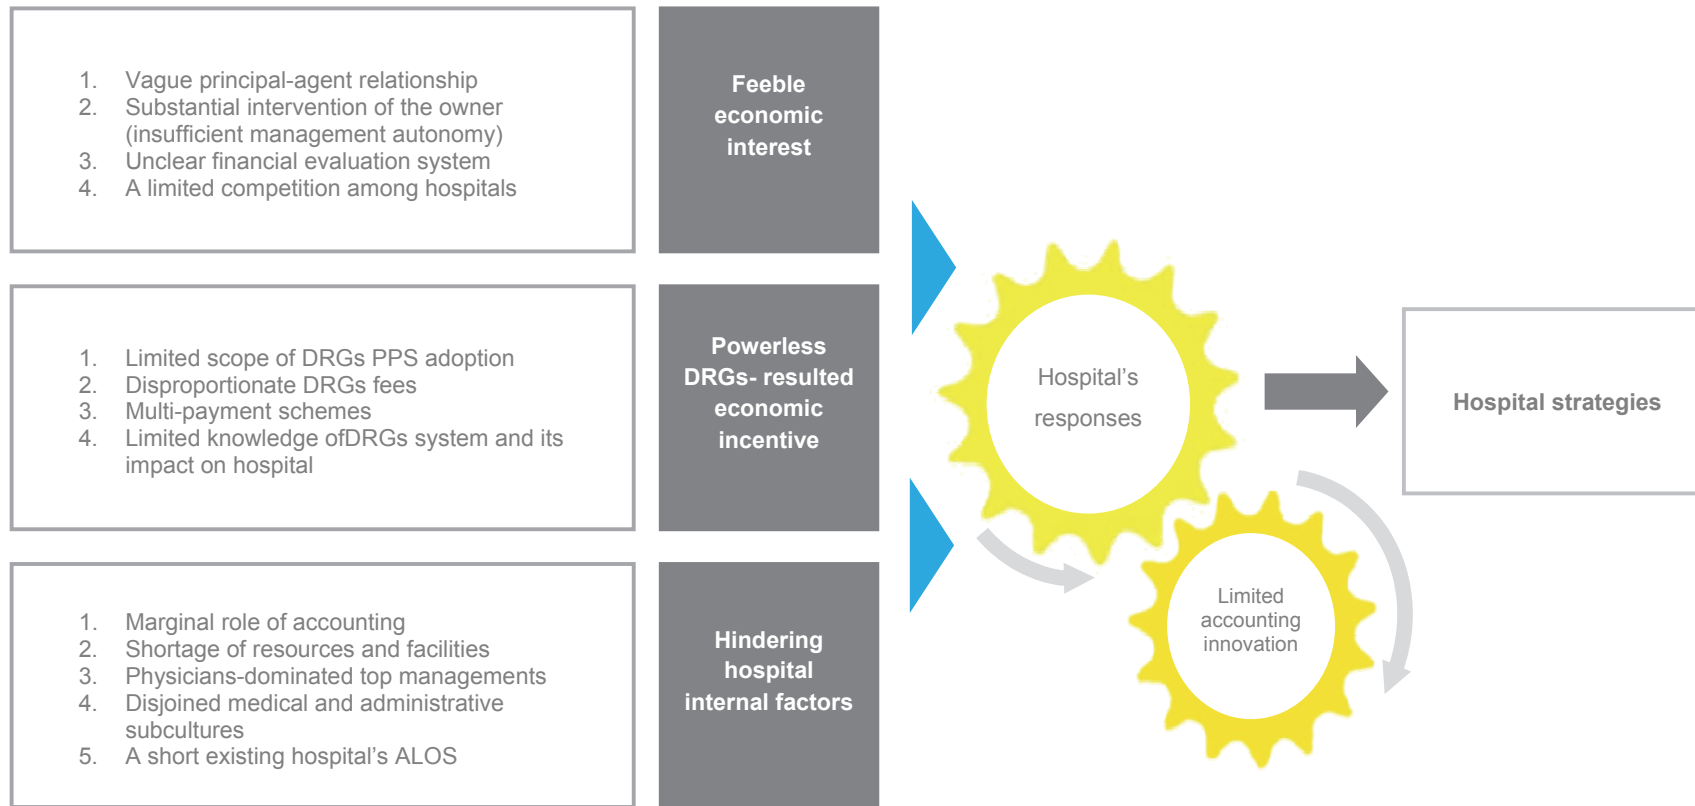 1. Vague principal-agent relationship
2. Substantial intervention of the owner
(insufficient management autonomy)
3. Unclear financial evaluation system
4. A limited competition among hospitals
Feeble
economic
interest
1. Limited scope of DRGs PPS adoption
2. Disproportionate DRGs fees
3. Multi-payment schemes
4. Limited knowledge ofDRGs system and its
impact on hospital
Powerless
DRGs- resulted
economic
incentive
1. Marginal role of accounting
2. Shortage of resources and facilities
3. Physicians-dominated top managements
4. Disjoined medical and administrative
subcultures
5. A short existing hospital's ALOS
Hindering
hospital
internal factors
Hospital's
responses
Limited
accounting
innovation
Hospital strategies